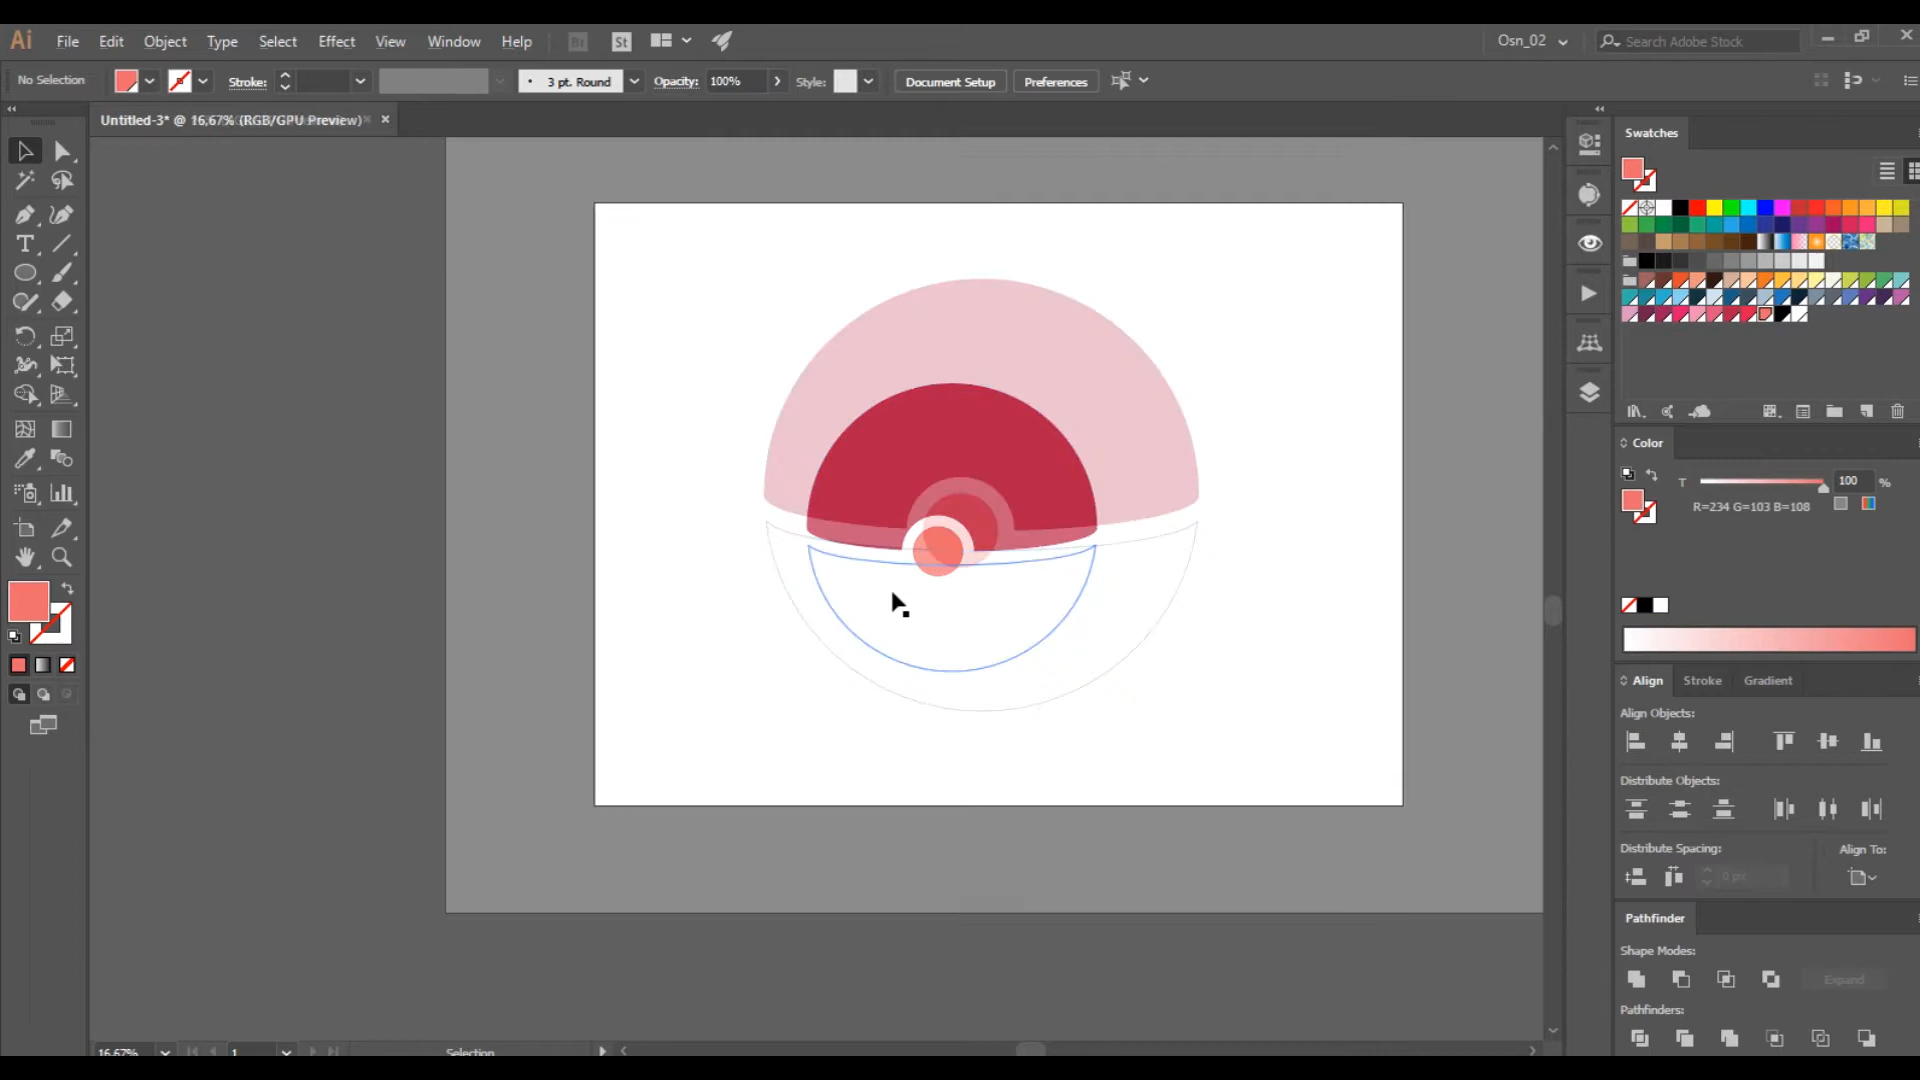 Ai File Edit Object Type Select Effect View Window Help Br St Osn_02 Search Adobe Stock
No Selection Stroke: 3 pt. Round Opacity: 100% Style: Document Setup Preferences
Untitled-3* @ 16,67% (RGB/GPU Preview)
Swatches
Color
T 100 %
R=234 G=103 B=108
Align Stroke Gradient
Align Objects:
Distribute Objects:
Distribute Spacing: Align To:
0 px
Pathfinder
Shape Modes:
Expand
Pathfinders:
16,67% 1 Selection